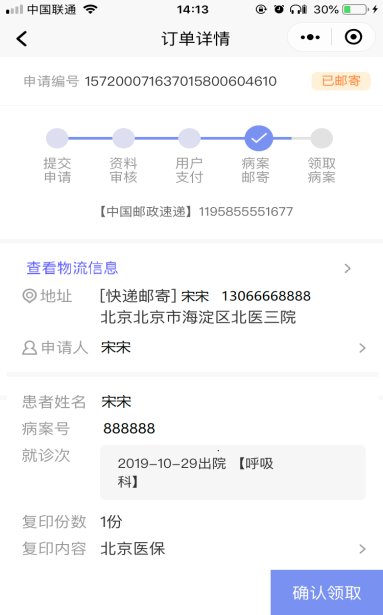 中国联通 14:13 30%
订单详情
申请编号 157200071637015800604610 已邮寄
提交申请 资料审核 用户支付 病案邮寄 领取病案
【中国邮政速递】1195855551677
查看物流信息
地址 [快递邮寄] 宋宋 13066668888
北京北京市海淀区北医三院
申请人 宋宋
患者姓名 宋宋
病案号 888888
就诊次 2019-10-29出院 【呼吸
科】
复印份数 1份
复印内容 北京医保
确认领取